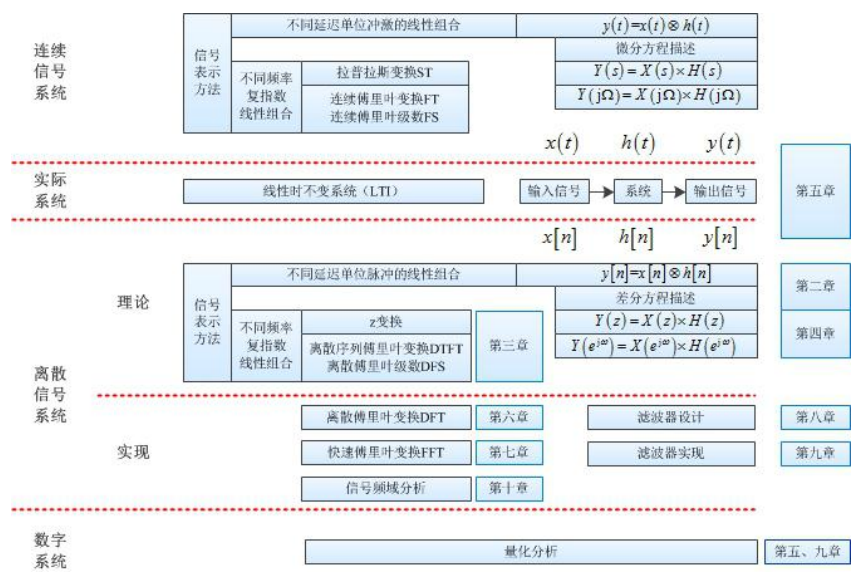 不同延迟单位冲激的线性组合
y(t)=x(t)⊗h(t)
连续
信号
系统
信号
表示
方法
微分方程描述
不同频率
复指数
线性组合
拉普拉斯变换ST
Y(s)=X(s)×H(s)
连续傅里叶变换FT
连续傅里叶级数FS
Y(jΩ)=X(jΩ)×H(jΩ)
x(t) h(t) y(t)
实际
系统
线性时不变系统（LTI）
输入信号
系统
输出信号
第五章
x[n] h[n] y[n]
不同延迟单位脉冲的线性组合
y[n]=x[n]⊗h[n]
第二章
理论
信号
表示
方法
差分方程描述
不同频率
复指数
线性组合
z变换
Y(z)=X(z)×H(z)
离散序列傅里叶变换DTFT
离散傅里叶级数DFS
第三章
Y(e^{jω})=X(e^{jω})×H(e^{jω})
第四章
离散
信号
系统
离散傅里叶变换DFT
第六章
滤波器设计
第八章
实现
快速傅里叶变换FFT
第七章
滤波器实现
第九章
信号频域分析
第十章
数字
系统
量化分析
第五、九章